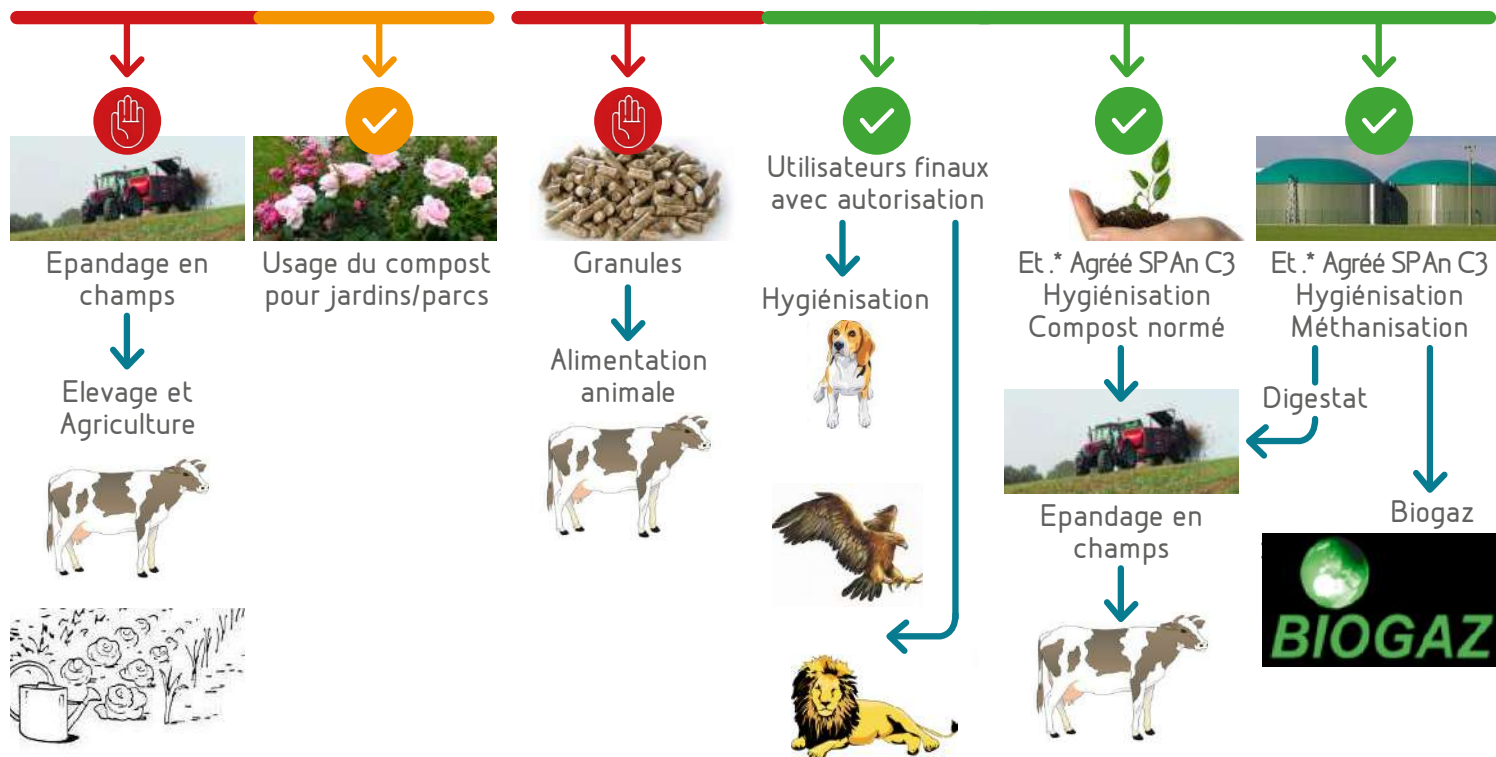 Epandage en
champs
Elevage et
Agriculture
Usage du compost
pour jardins/parcs
Granules
Alimentation
animale
Utilisateurs finaux
avec autorisation
Hygiénisation
Et.* Agréé SPAn C3
Hygiénisation
Compost normé
Epandage en
champs
Et.* Agréé SPAn C3
Hygiénisation
Méthanisation
Digestat
Biogaz
BIOGAZ